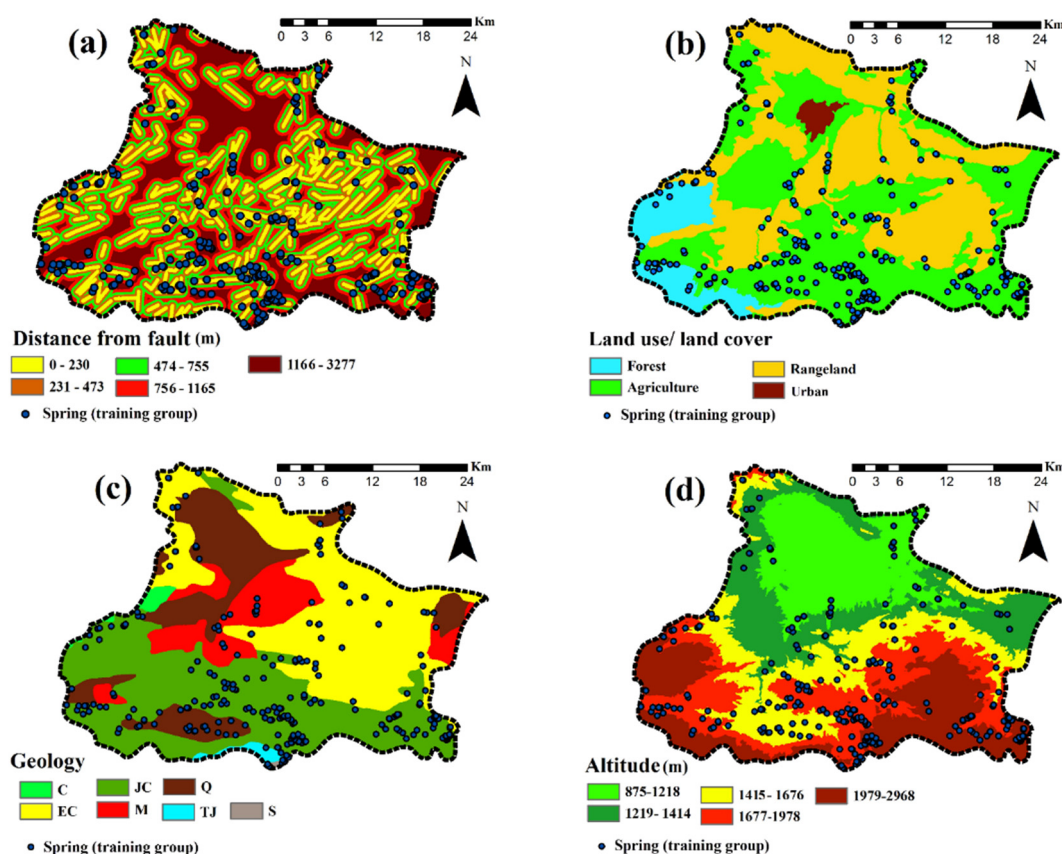 (a)
Km
0 3 6 12 18 24
N
Distance from fault (m)
0 - 230
474 - 755
1166 - 3277
231 - 473
756 - 1165
Spring (training group)
(b)
Km
0 3 6 12 18 24
N
Land use/ land cover
Forest
Rangeland
Agriculture
Urban
Spring (training group)
(c)
Km
0 3 6 12 18 24
N
Geology
C
JC
Q
EC
M
TJ
S
Spring (training group)
(d)
Km
0 3 6 12 18 24
N
Altitude (m)
875-1218
1415 - 1676
1979-2968
1219- 1414
1677-1978
Spring (training group)